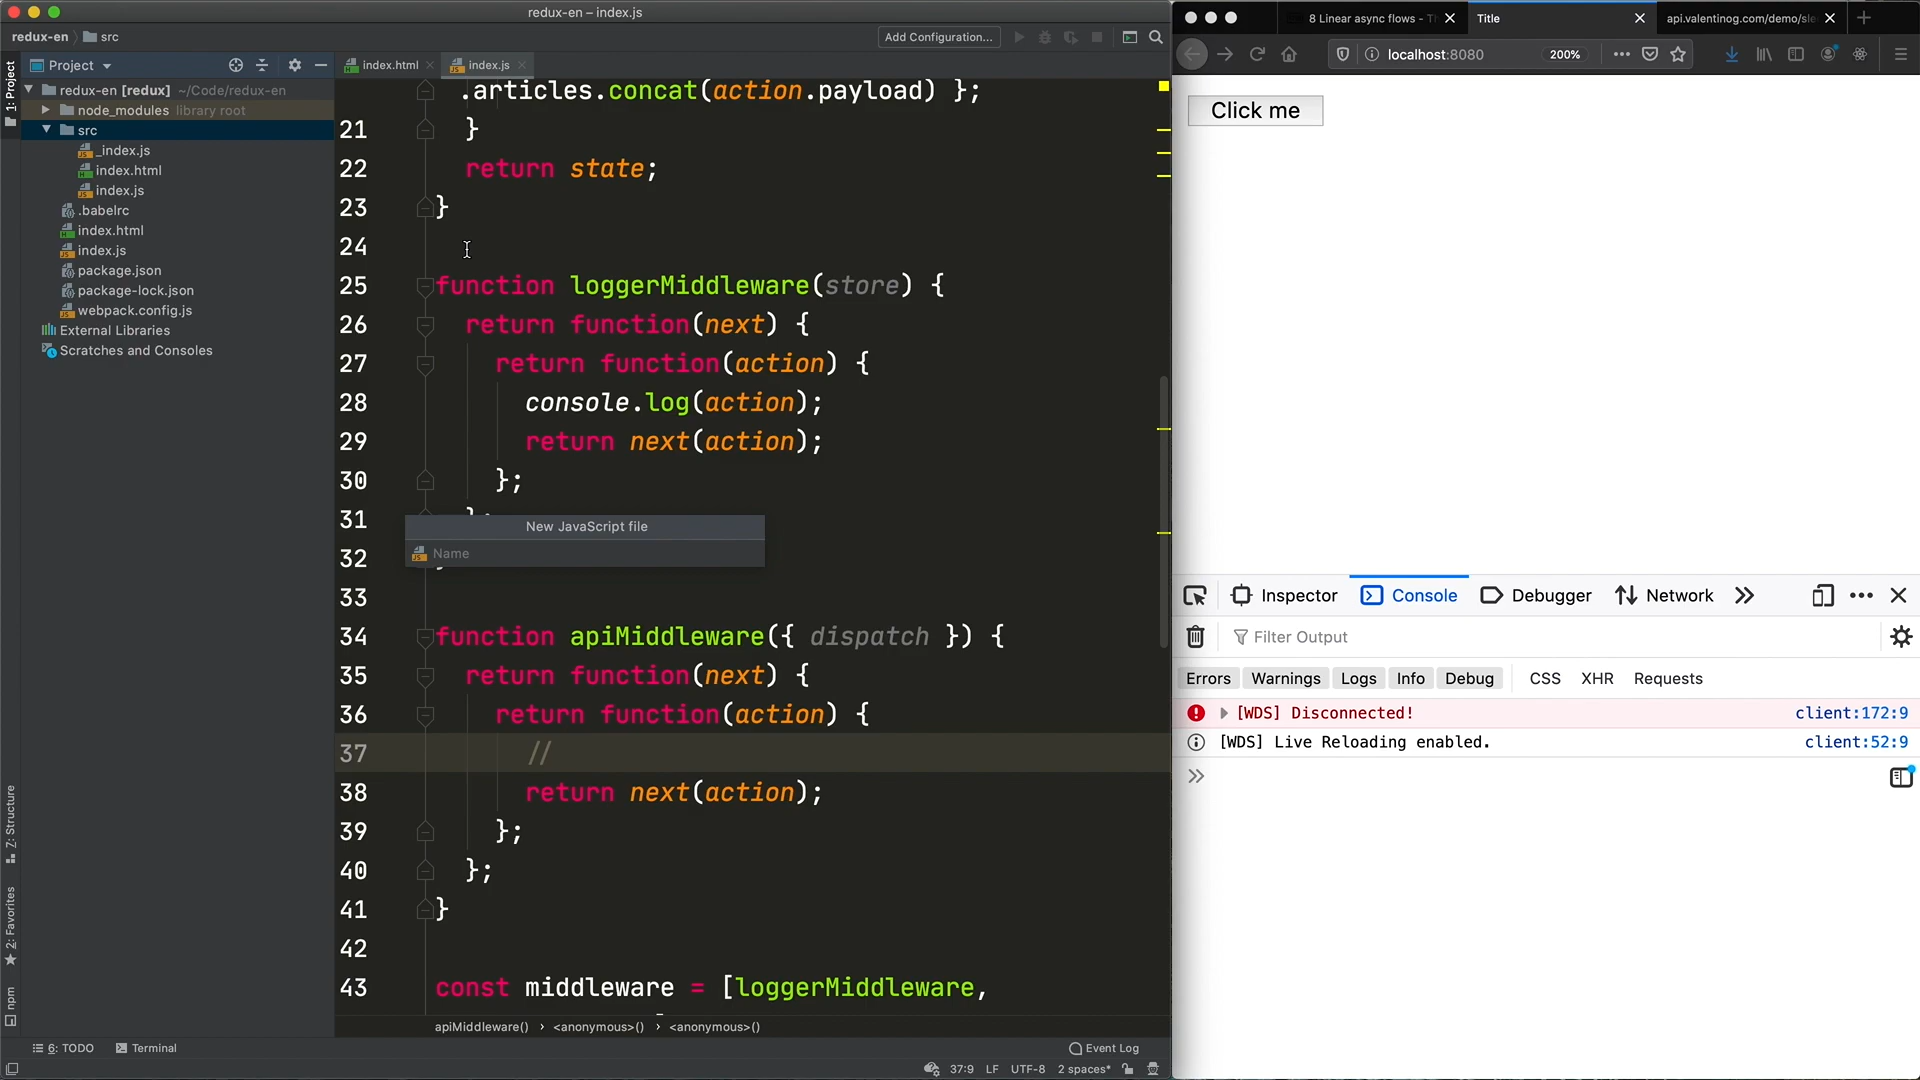 redux-en – index.js
redux-en
src
Add Configuration...
Project
index.html
index.js
redux-en [redux] ~/Code/redux-en
node_modules library root
src
_index.js
index.html
index.js
.babelrc
index.html
index.js
package.json
package-lock.json
webpack.config.js
External Libraries
Scratches and Consoles
1: Project
Z: Structure
2: Favorites
npm
.articles.concat(action.payload) };
21 }
22 return state;
23 }
24
25 function loggerMiddleware(store) {
26 return function(next) {
27 return function(action) {
28 console.log(action);
29 return next(action);
30 };
31
32
New JavaScript file
Name
33
34 function apiMiddleware({ dispatch }) {
35 return function(next) {
36 return function(action) {
37 //
38 return next(action);
39 };
40 };
41 }
42
43 const middleware = [loggerMiddleware,
apiMiddleware() › <anonymous>() › <anonymous>()
6: TODO
Terminal
Event Log
37:9 LF UTF-8 2 spaces*
8 Linear async flows - T
Title
api.valentinog.com/demo/sle
localhost:8080
200%
Click me
Inspector
Console
Debugger
Network
Filter Output
Errors Warnings Logs Info Debug CSS XHR Requests
[WDS] Disconnected! client:172:9
[WDS] Live Reloading enabled. client:52:9